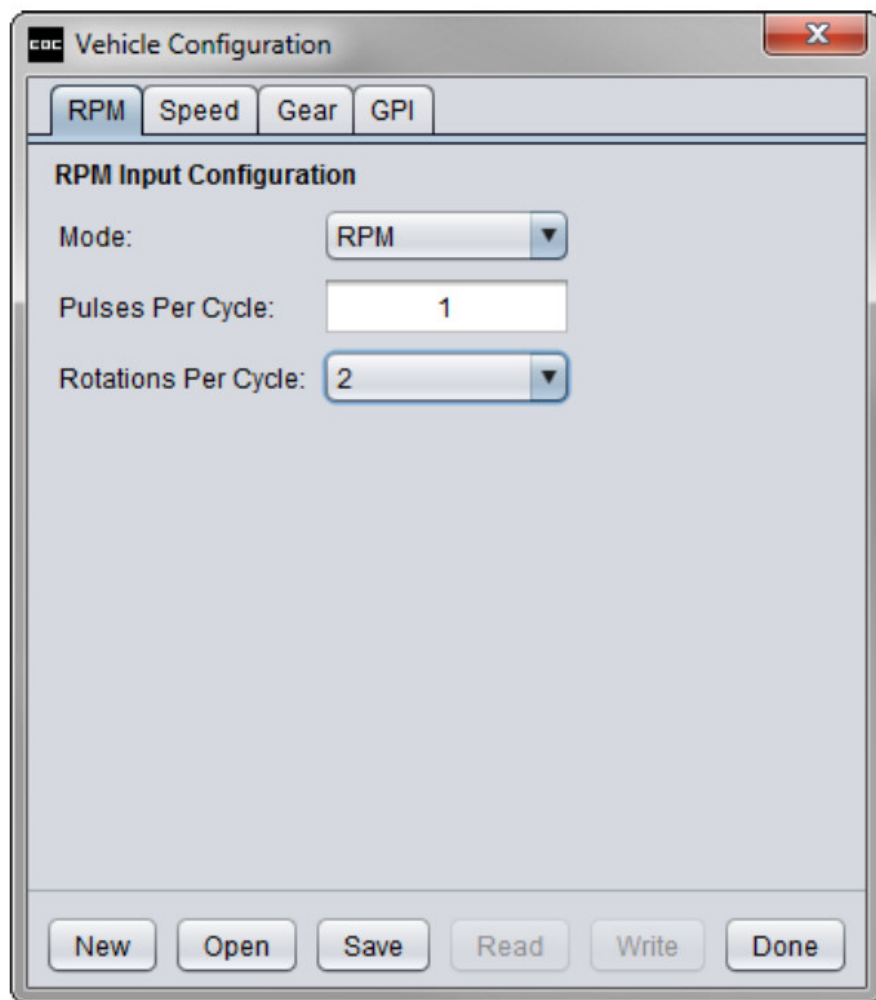 COC Vehicle Configuration
RPM Speed Gear GPI
RPM Input Configuration
Mode: RPM
Pulses Per Cycle: 1
Rotations Per Cycle: 2
New Open Save Read Write Done